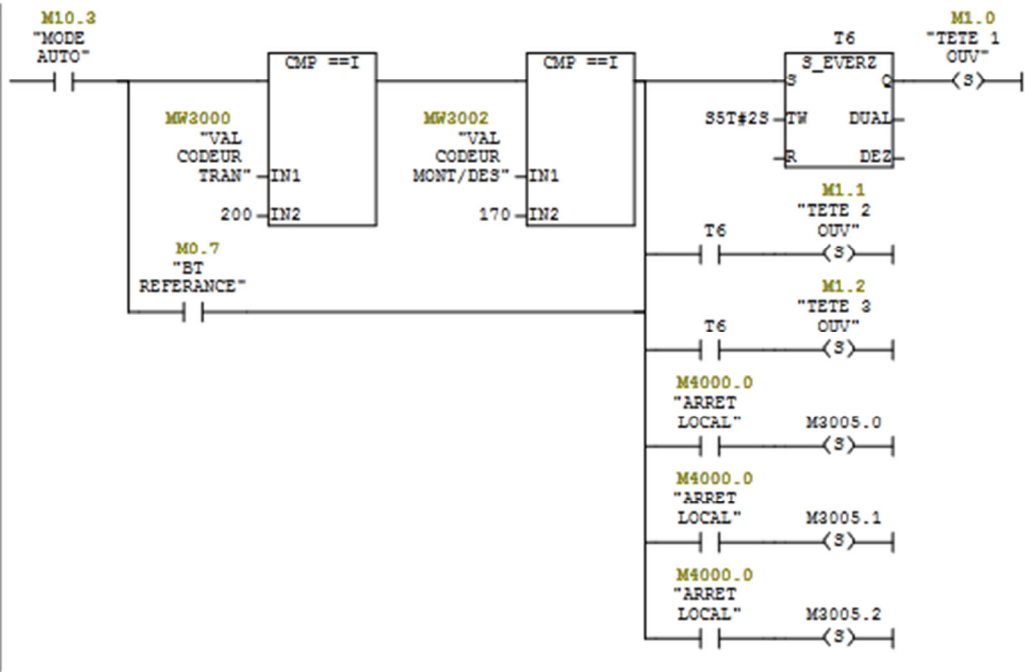 M10.3
"MODE
AUTO"
CMP ==I
MW3000
"VAL
CODEUR
TRAN"
IN1
200
IN2
CMP ==I
MW3002
"VAL
CODEUR
MONT/DES"
IN1
170
IN2
T6
S_EVERZ
S
Q
S5T#2S
TW
DUAL
R
DEZ
M1.0
"TETE 1
OUV"
(S)
M0.7
"BT
REFERANCE"
T6
M1.1
"TETE 2
OUV"
(S)
T6
M1.2
"TETE 3
OUV"
(S)
M4000.0
"ARRET
LOCAL"
M3005.0
(S)
M4000.0
"ARRET
LOCAL"
M3005.1
(S)
M4000.0
"ARRET
LOCAL"
M3005.2
(S)